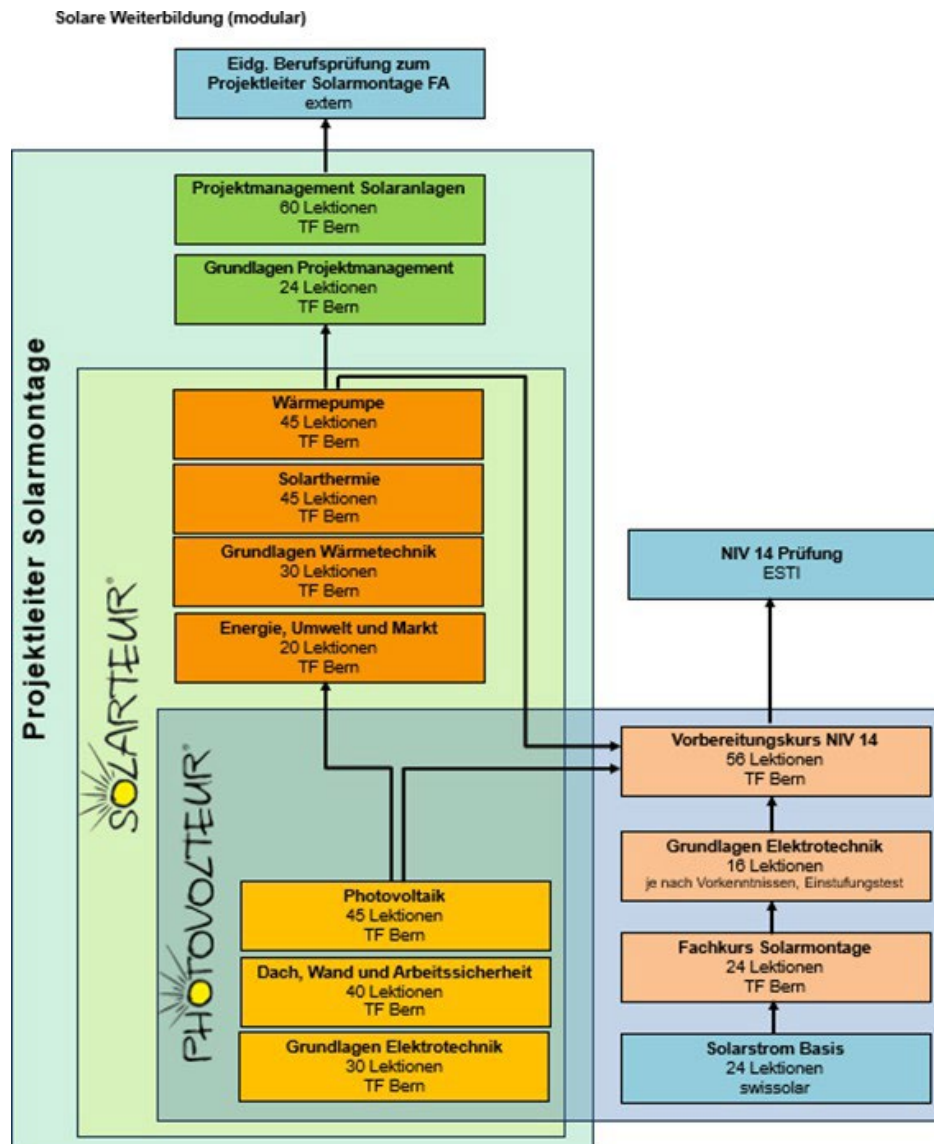 Solare Weiterbildung (modular)
Eidg. Berufsprüfung zum
Projektleiter Solarmontage FA
extern
Projektmanagement Solaranlagen
60 Lektionen
TF Bern
Grundlagen Projektmanagement
24 Lektionen
TF Bern
Projektleiter Solarmontage
Wärmepumpe
45 Lektionen
TF Bern
Solarthermie
45 Lektionen
TF Bern
Grundlagen Wärmetechnik
30 Lektionen
TF Bern
Energie, Umwelt und Markt
20 Lektionen
TF Bern
SOLARTEUR®
PHOTOVOLTEUR®
Photovoltaik
45 Lektionen
TF Bern
Dach, Wand und Arbeitssicherheit
40 Lektionen
TF Bern
Grundlagen Elektrotechnik
30 Lektionen
TF Bern
NIV 14 Prüfung
ESTI
Vorbereitungskurs NIV 14
56 Lektionen
TF Bern
Grundlagen Elektrotechnik
16 Lektionen
je nach Vorkenntnissen, Einstufungstest
Fachkurs Solarmontage
24 Lektionen
TF Bern
Solarstrom Basis
24 Lektionen
swissolar